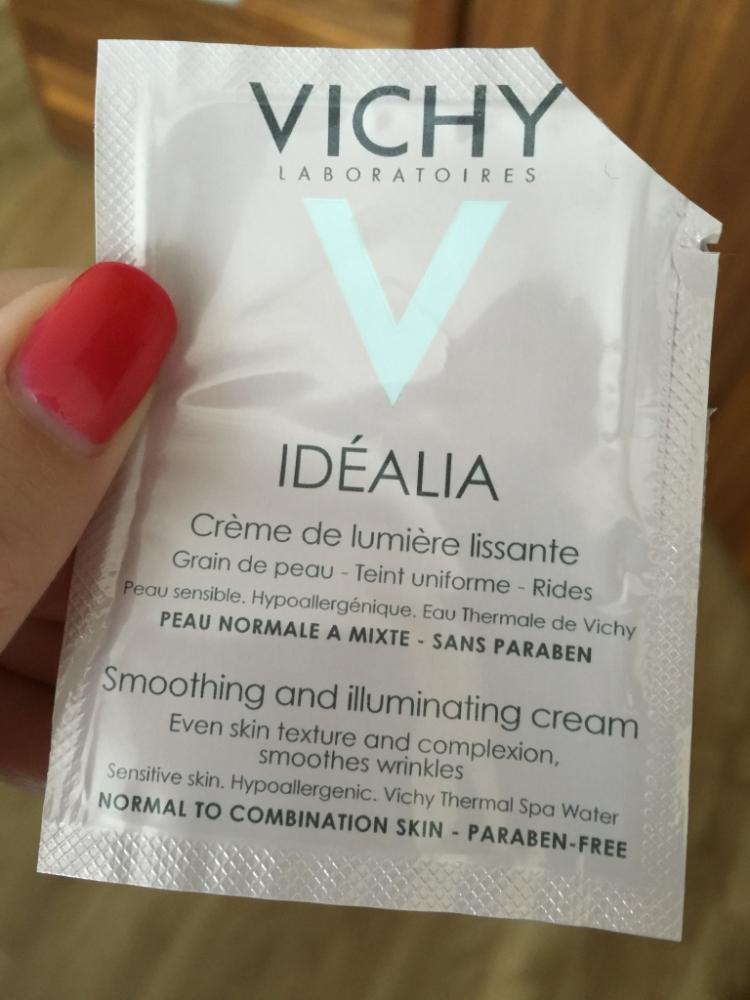 VICHY
LABORATOIRES
IDÉALIA
Crème de lumière lissante
Grain de peau - Teint uniforme - Rides
Peau sensible. Hypoallergénique. Eau Thermale de Vichy
PEAU NORMALE A MIXTE - SANS PARABEN
Smoothing and illuminating cream
Even skin texture and complexion,
smoothes wrinkles
Sensitive skin. Hypoallergenic. Vichy Thermal Spa Water
NORMAL TO COMBINATION SKIN - PARABEN-FREE